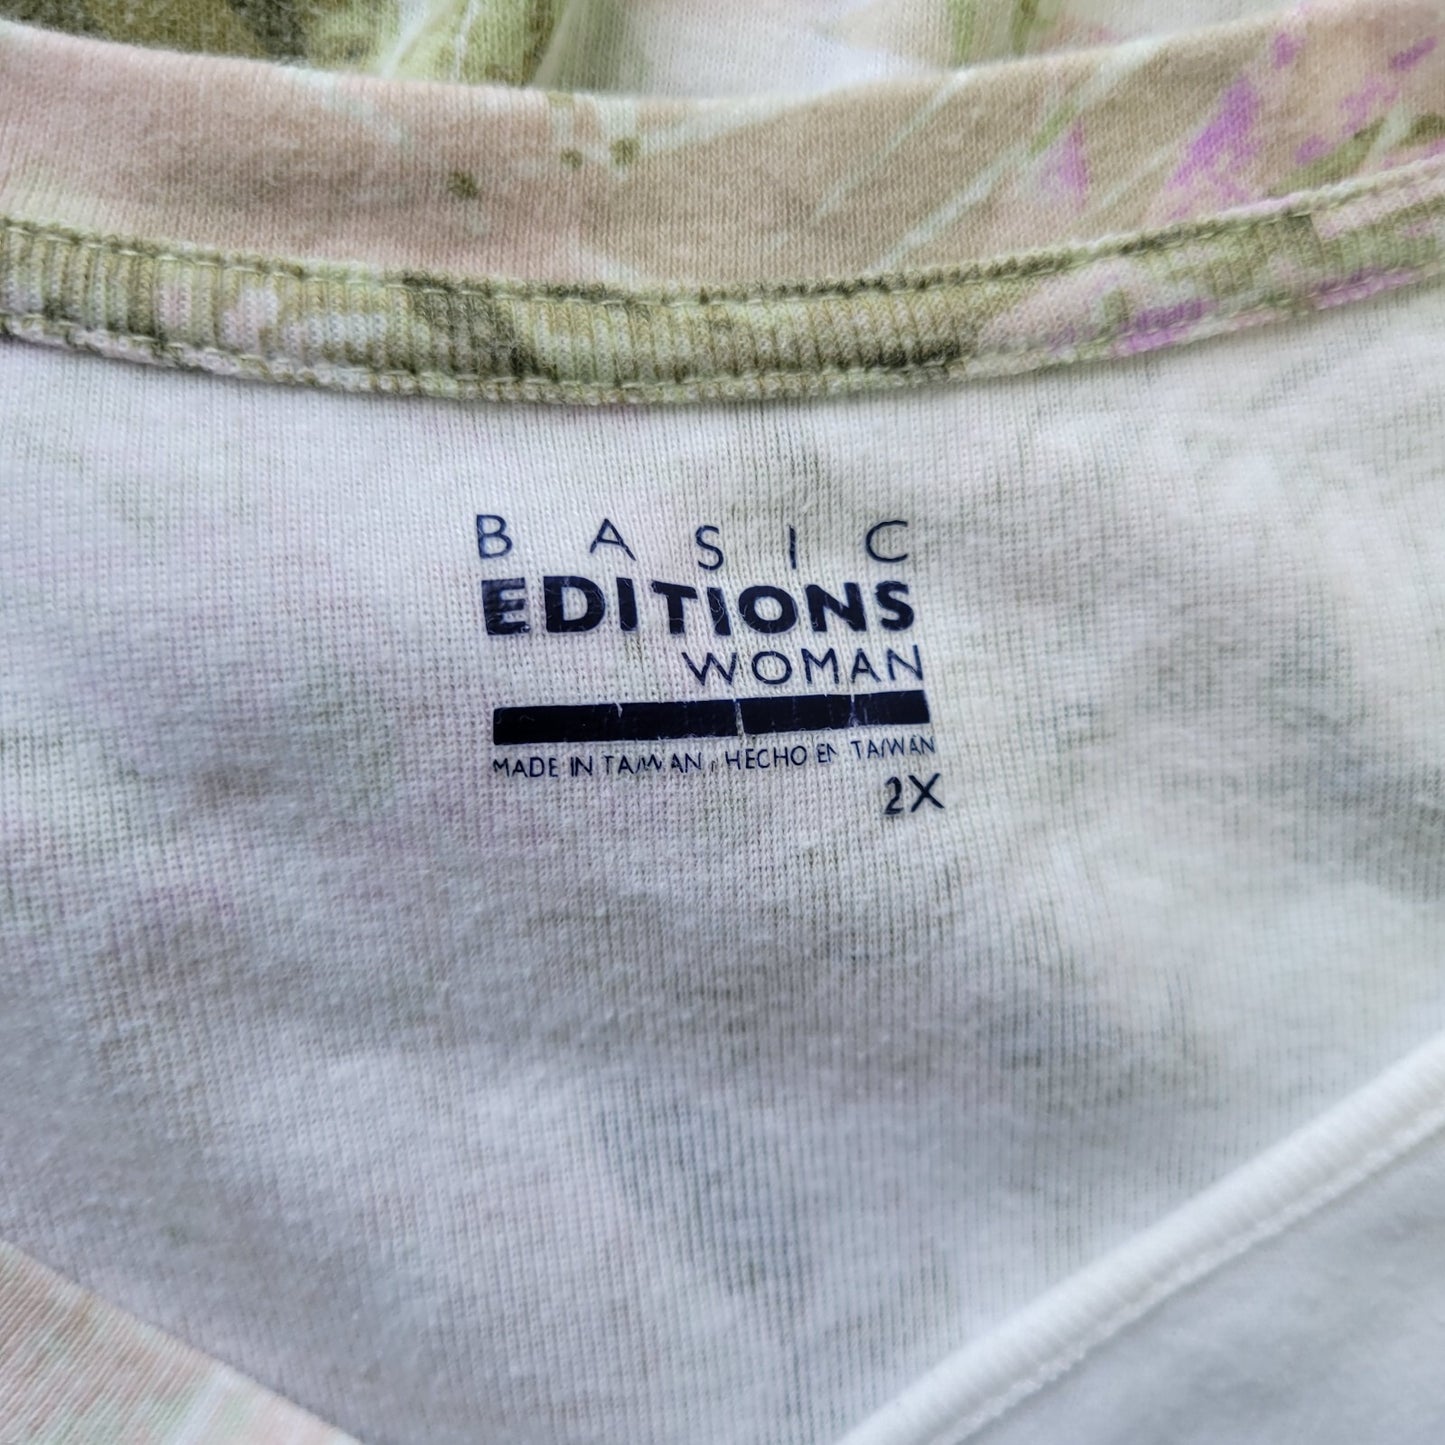 BASIC
EDITIONS
WOMAN
MADE IN TAIWAN, HECHO EN TAIWAN
2X